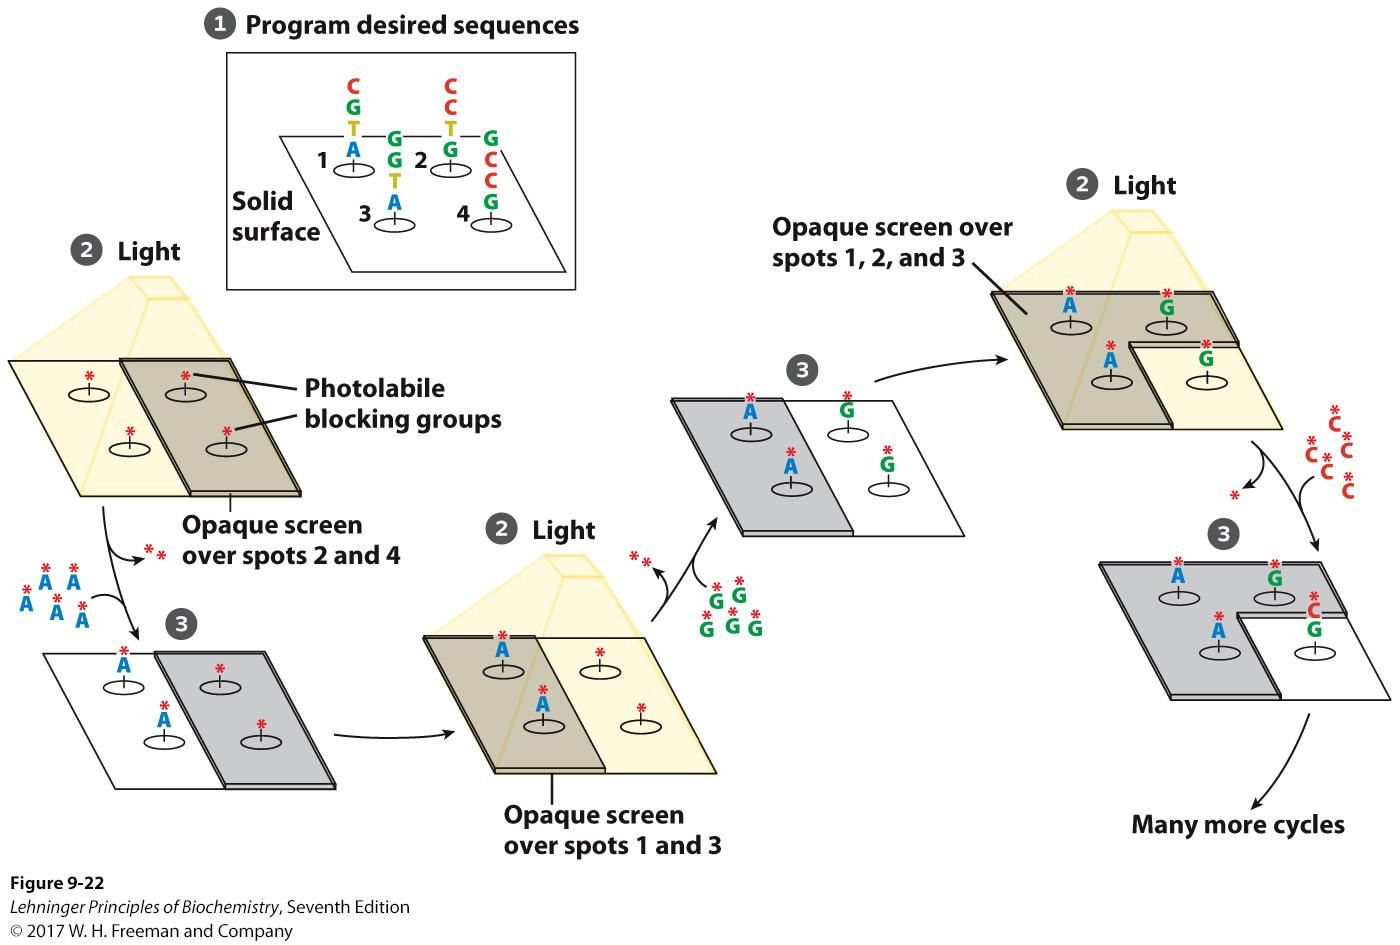 1 Program desired sequences
C
G
T
A
1
G
G
T
A
3
C
C
T
G
2
G
C
C
G
4
Solid
surface
2 Light
* *
* *
Photolabile
blocking groups
Opaque screen
over spots 2 and 4
* *
* * * * *
A A A A A
3
* *
A
* *
A
2 Light
* *
A
* *
A
Opaque screen
over spots 1 and 3
* *
* * * * *
G G G G G
3
* *
A G
* *
A G
2 Light
Opaque screen over
spots 1, 2, and 3
* *
A G
* *
A G
*
* * * * *
C C C C C
3
* *
A G
* *
A C
G
Many more cycles
Figure 9-22
Lehninger Principles of Biochemistry, Seventh Edition
© 2017 W. H. Freeman and Company